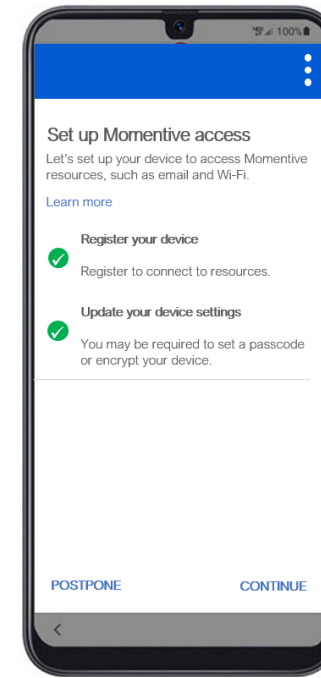 100%
Set up Momentive access
Let's set up your device to access Momentive
resources, such as email and Wi-Fi.
Learn more
Register your device
Register to connect to resources.
Update your device settings
You may be required to set a passcode
or encrypt your device.
POSTPONE
CONTINUE